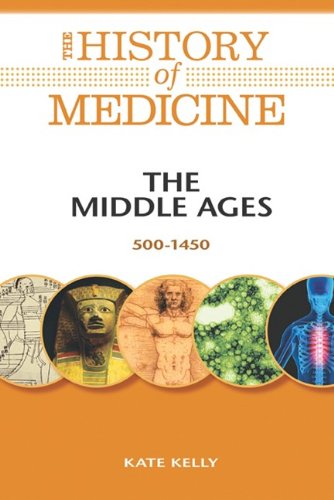 THE
HISTORY
of
MEDICINE
THE
MIDDLE AGES
500-1450
KATE KELLY